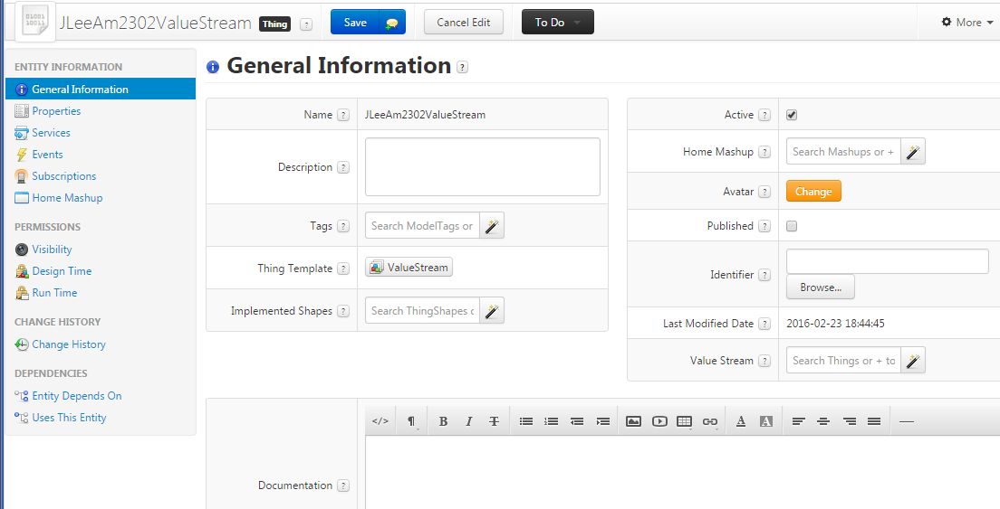 01001
10011
JLeeAm2302ValueStream Thing ? Save Cancel Edit To Do More
ENTITY INFORMATION
General Information
Properties
Services
Events
Subscriptions
Home Mashup
PERMISSIONS
Visibility
Design Time
Run Time
CHANGE HISTORY
Change History
DEPENDENCIES
Entity Depends On
Uses This Entity
i General Information ?
Name ? JLeeAm2302ValueStream
Description ?
Tags ? Search ModelTags or
Thing Template ? ValueStream
Implemented Shapes ? Search ThingShapes
Active ?
Home Mashup ? Search Mashups or +
Avatar ? Change
Published ?
Identifier ?
Browse...
Last Modified Date ? 2016-02-23 18:44:45
Value Stream ? Search Things or + to
</> ¶ B I T A A
Documentation ?